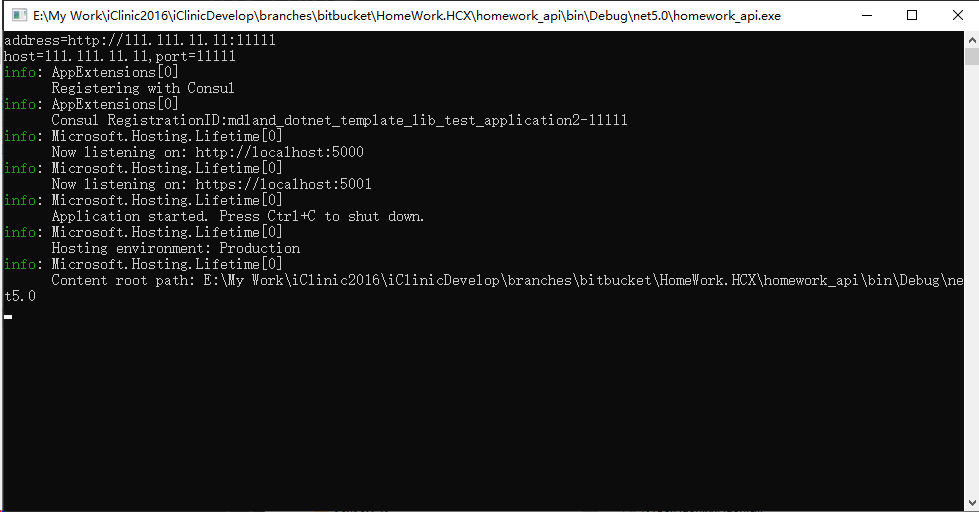 E:\My Work\iClinic2016\iClinicDevelop\branches\bitbucket\HomeWork.HCX\homework_api\bin\Debug\net5.0\homework_api.exe
address=http://111.111.11.11:11111
host=111.111.11.11,port=11111
info: AppExtensions[0]
      Registering with Consul
info: AppExtensions[0]
      Consul RegistrationID:mdland_dotnet_template_lib_test_application2-11111
info: Microsoft.Hosting.Lifetime[0]
      Now listening on: http://localhost:5000
info: Microsoft.Hosting.Lifetime[0]
      Now listening on: https://localhost:5001
info: Microsoft.Hosting.Lifetime[0]
      Application started. Press Ctrl+C to shut down.
info: Microsoft.Hosting.Lifetime[0]
      Hosting environment: Production
info: Microsoft.Hosting.Lifetime[0]
      Content root path: E:\My Work\iClinic2016\iClinicDevelop\branches\bitbucket\HomeWork.HCX\homework_api\bin\Debug\ne
t5.0